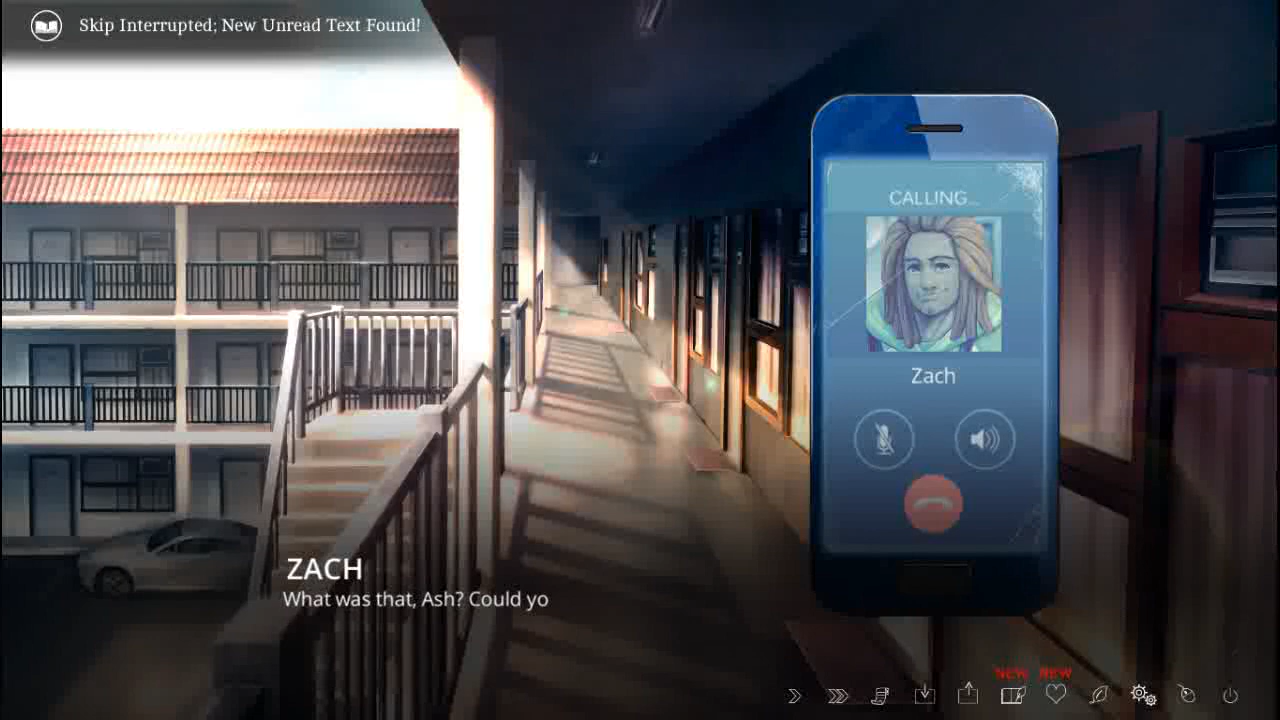 Skip Interrupted; New Unread Text Found!
CALLING...
Zach
ZACH
What was that, Ash? Could yo
NEW NEW